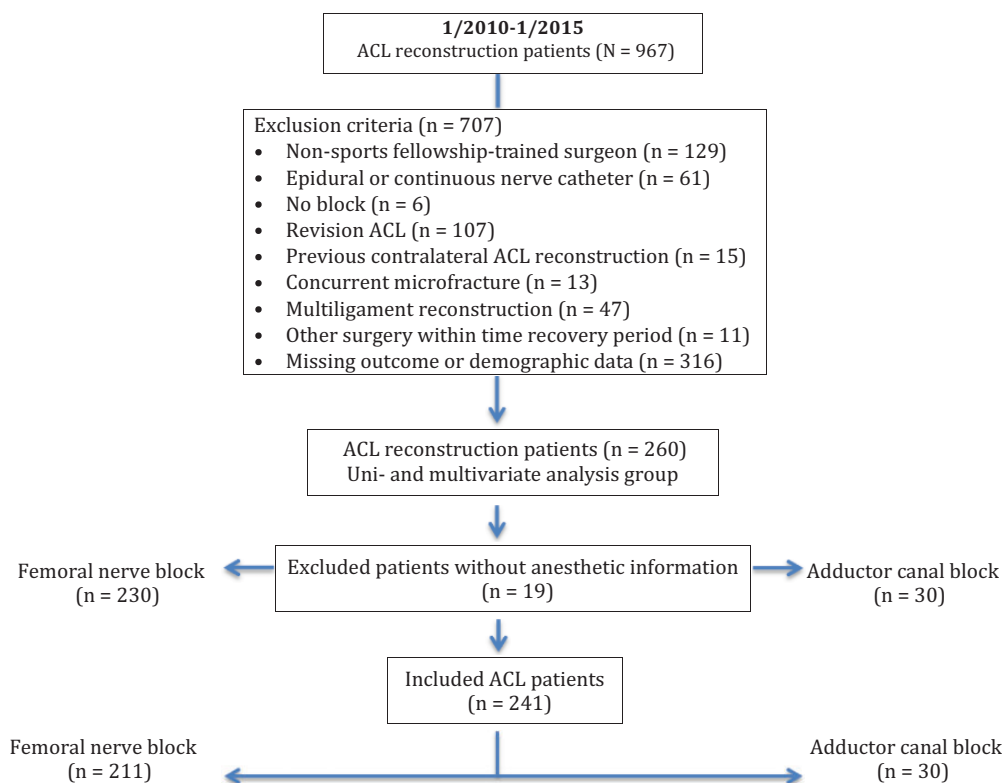 1/2010-1/2015
ACL reconstruction patients (N = 967)
Exclusion criteria (n = 707)
• Non-sports fellowship-trained surgeon (n = 129)
• Epidural or continuous nerve catheter (n = 61)
• No block (n = 6)
• Revision ACL (n = 107)
• Previous contralateral ACL reconstruction (n = 15)
• Concurrent microfracture (n = 13)
• Multiligament reconstruction (n = 47)
• Other surgery within time recovery period (n = 11)
• Missing outcome or demographic data (n = 316)
ACL reconstruction patients (n = 260)
Uni- and multivariate analysis group
Femoral nerve block
(n = 230)
Excluded patients without anesthetic information
(n = 19)
Adductor canal block
(n = 30)
Included ACL patients
(n = 241)
Femoral nerve block
(n = 211)
Adductor canal block
(n = 30)